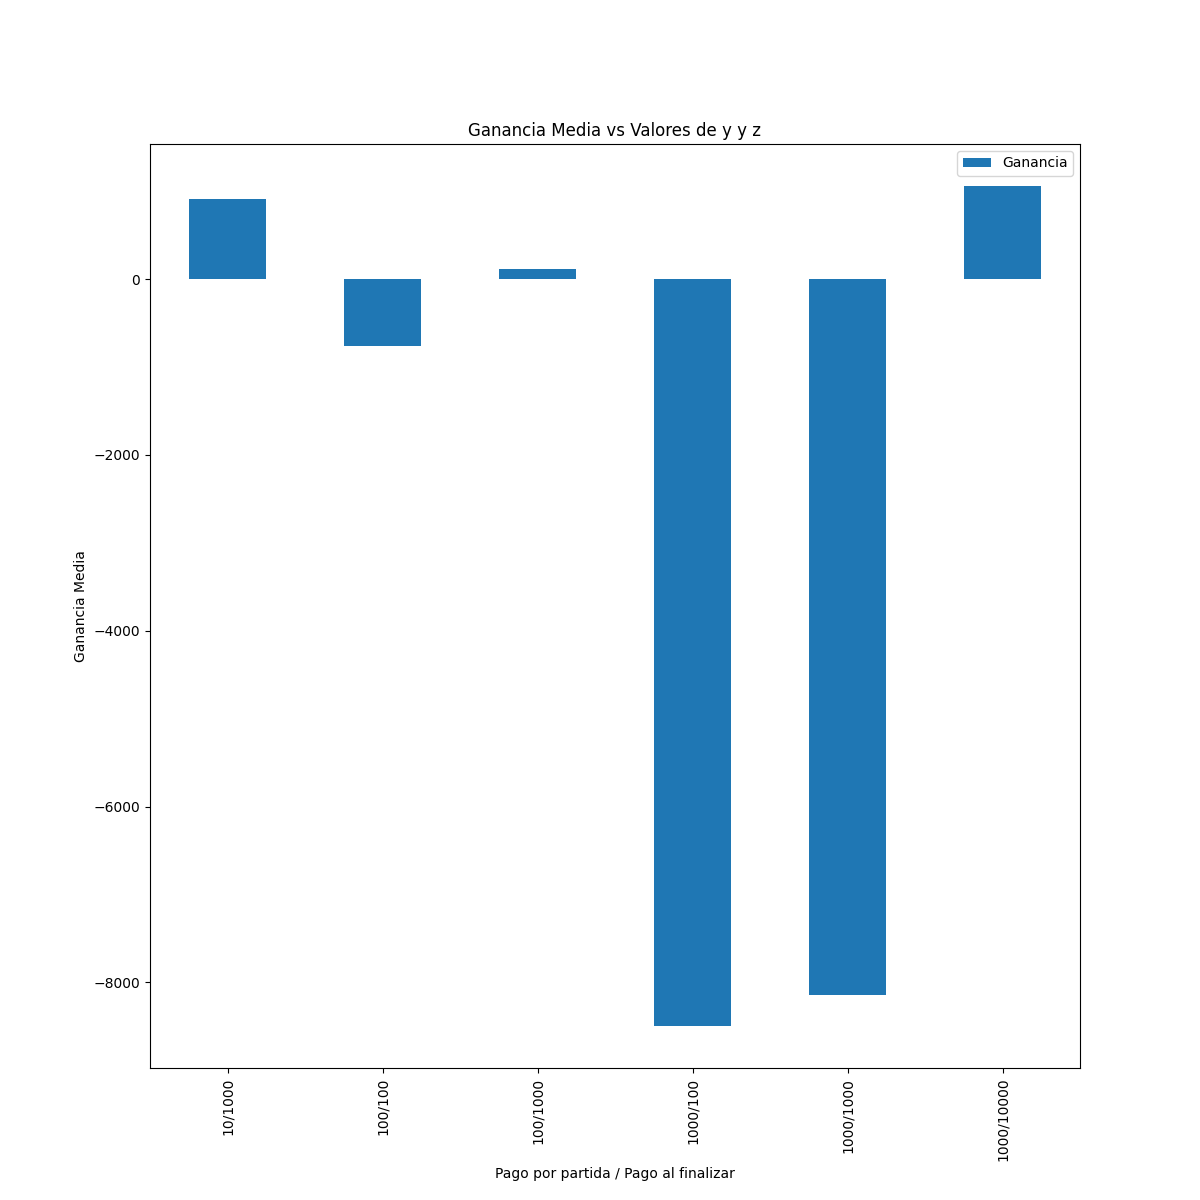 Ganancia Media vs Valores de y y z
Ganancia
0
−2000
−4000
−6000
−8000
Ganancia Media
10/1000
100/100
100/1000
1000/100
1000/1000
1000/10000
Pago por partida / Pago al finalizar